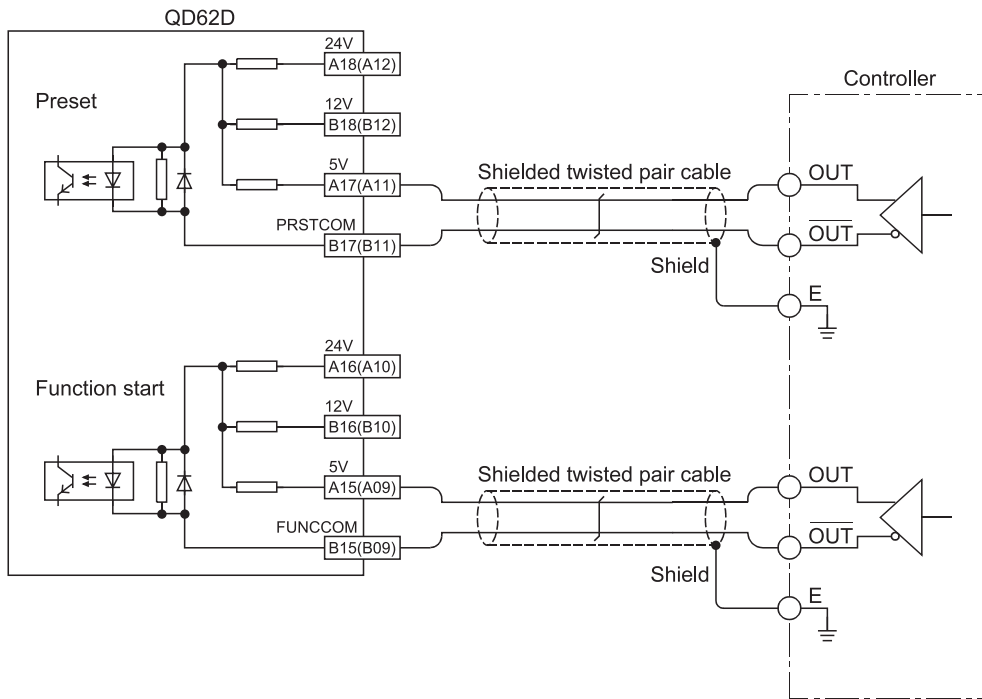 QD62D
Controller
Preset
24V
A18(A12)
12V
B18(B12)
5V
A17(A11)
PRSTCOM
B17(B11)
Shielded twisted pair cable
Shield
OUT
OUT
E
Function start
24V
A16(A10)
12V
B16(B10)
5V
A15(A09)
FUNCCOM
B15(B09)
Shielded twisted pair cable
Shield
OUT
OUT
E